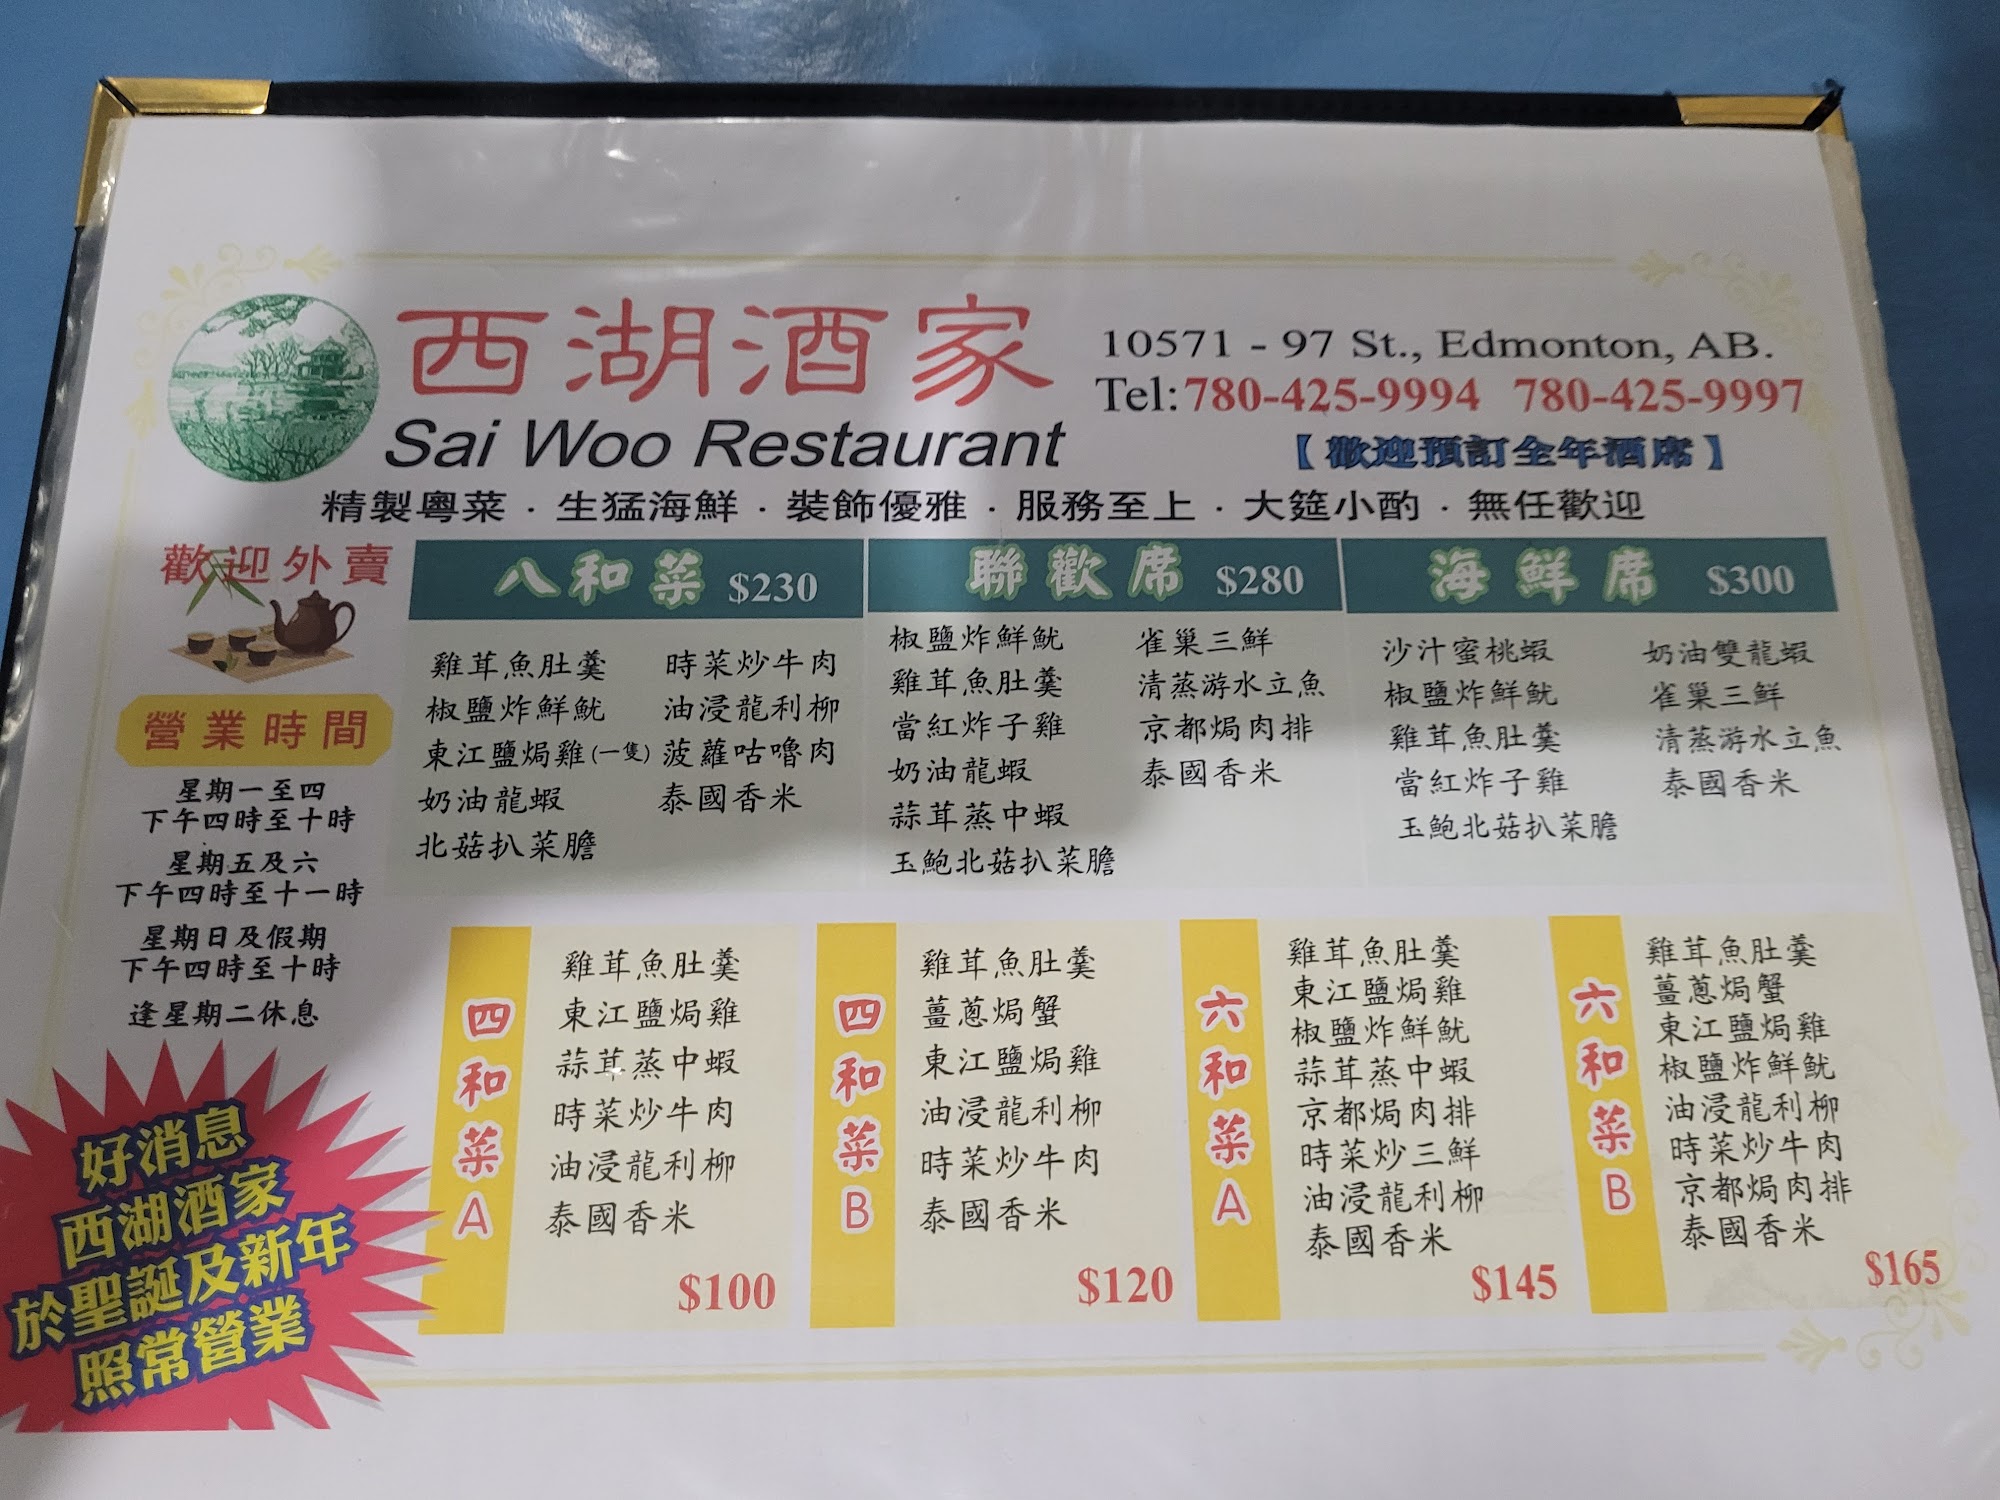 西湖酒家
Sai Woo Restaurant
10571 - 97 St., Edmonton, AB.
Tel:780-425-9994 780-425-9997
【歡迎預訂全年酒席】
精製粵菜．生猛海鮮．裝飾優雅．服務至上．大筵小酌．無任歡迎
歡迎外賣
營業時間
星期一至四
下午四時至十時
星期五及六
下午四時至十一時
星期日及假期
下午四時至十時
逢星期二休息
好消息
西湖酒家
於聖誕及新年
照常營業
八和菜 $230
雞茸魚肚羹
椒鹽炸鮮魷
東江鹽焗雞(一隻)
奶油龍蝦
北菇扒菜膽
時菜炒牛肉
油浸龍利柳
菠蘿咕嚕肉
泰國香米
聯歡席 $280
椒鹽炸鮮魷
雞茸魚肚羹
當紅炸子雞
奶油龍蝦
蒜茸蒸中蝦
玉鮑北菇扒菜膽
雀巢三鮮
清蒸游水立魚
京都焗肉排
泰國香米
海鮮席 $300
沙汁蜜桃蝦
椒鹽炸鮮魷
雞茸魚肚羹
當紅炸子雞
玉鮑北菇扒菜膽
奶油雙龍蝦
雀巢三鮮
清蒸游水立魚
泰國香米
四和菜A
雞茸魚肚羹
東江鹽焗雞
蒜茸蒸中蝦
時菜炒牛肉
油浸龍利柳
泰國香米
$100
四和菜B
雞茸魚肚羹
薑蔥焗蟹
東江鹽焗雞
油浸龍利柳
時菜炒牛肉
泰國香米
$120
六和菜A
雞茸魚肚羹
東江鹽焗雞
椒鹽炸鮮魷
蒜茸蒸中蝦
京都焗肉排
時菜炒三鮮
油浸龍利柳
泰國香米
$145
六和菜B
雞茸魚肚羹
薑蔥焗蟹
東江鹽焗雞
椒鹽炸鮮魷
油浸龍利柳
時菜炒牛肉
京都焗肉排
泰國香米
$165